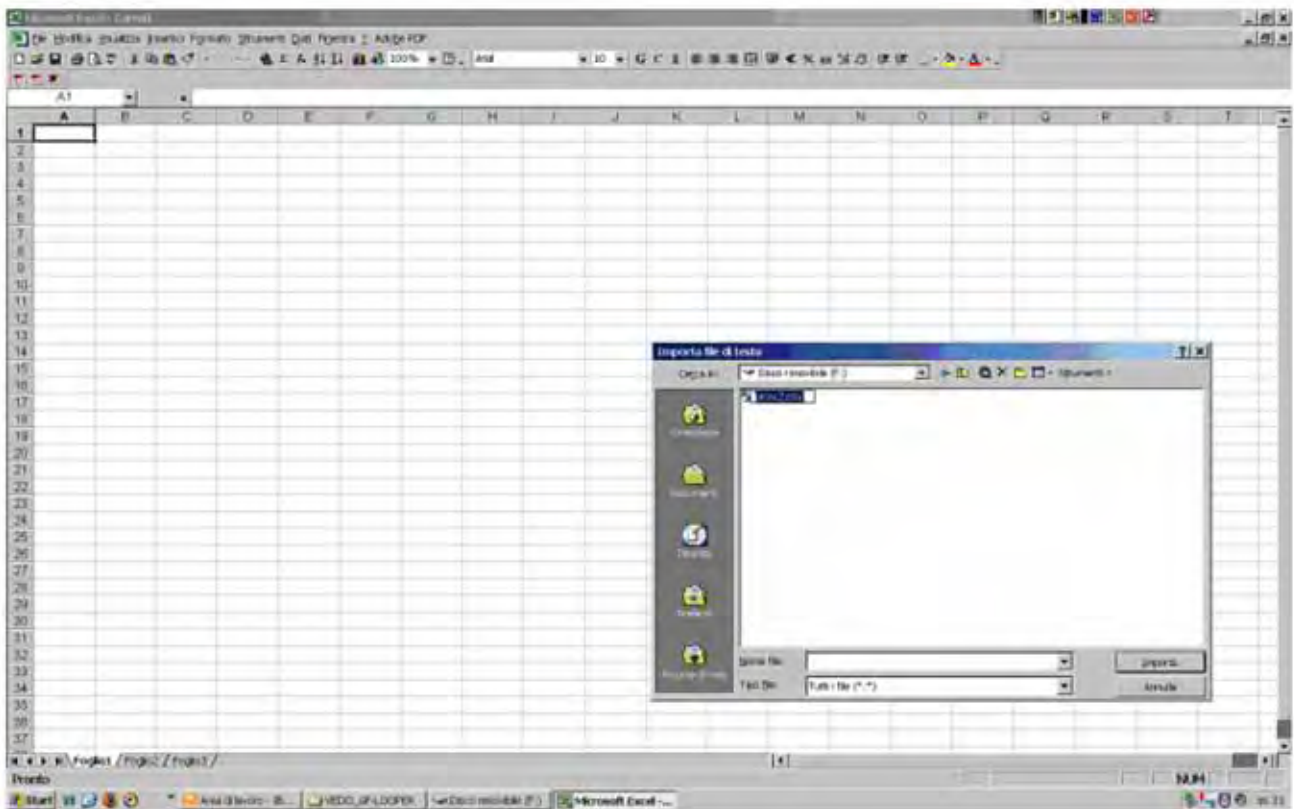 Microsoft Excel - Cartel1
File Modifica Visualizza Inserisci Formato Strumenti Dati Finestra ? Adobe PDF
100% Arial 10 G C S
A1
A B C D E F G H I J K L M N O P Q R S T
1
2
3
4
5
6
7
8
9
10
11
12
13
14
15
16
17
18
19
20
21
22
23
24
25
26
27
28
29
30
31
32
33
34
35
36
37
Importa file di testo
Cerca in: Disco rimovibile (F:) Strumenti
Cronologia
Documenti
Desktop
Preferiti
Nome file:
Importa
Tipo file: Tutti i file (*.*)
Annulla
Foglio1 / Foglio2 / Foglio3 /
Pronto
NUM
Start
Area di lavoro -
VEDO_GF-LOOPER
Disco rimovibile (F:)
Microsoft Excel -...